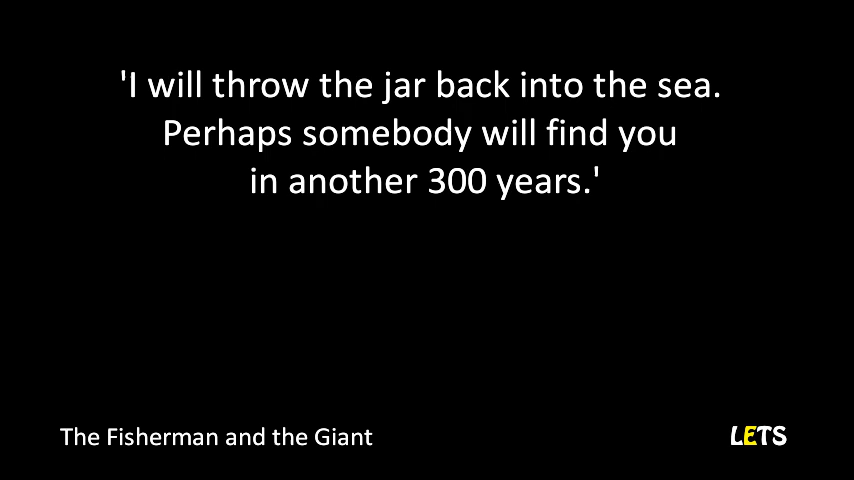 'I will throw the jar back into the sea.
Perhaps somebody will find you
in another 300 years.'
The Fisherman and the Giant
LETS